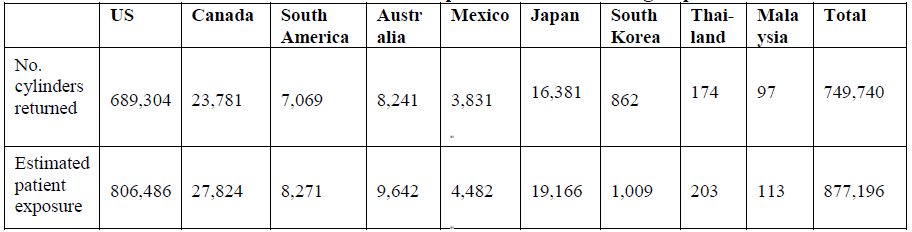 US Canada South America Austr alia Mexico Japan South Korea Thai- land Mala ysia Total
No. cylinders returned 689,304 23,781 7,069 8,241 3,831 16,381 862 174 97 749,740
Estimated patient exposure 806,486 27,824 8,271 9,642 4,482 19,166 1,009 203 113 877,196